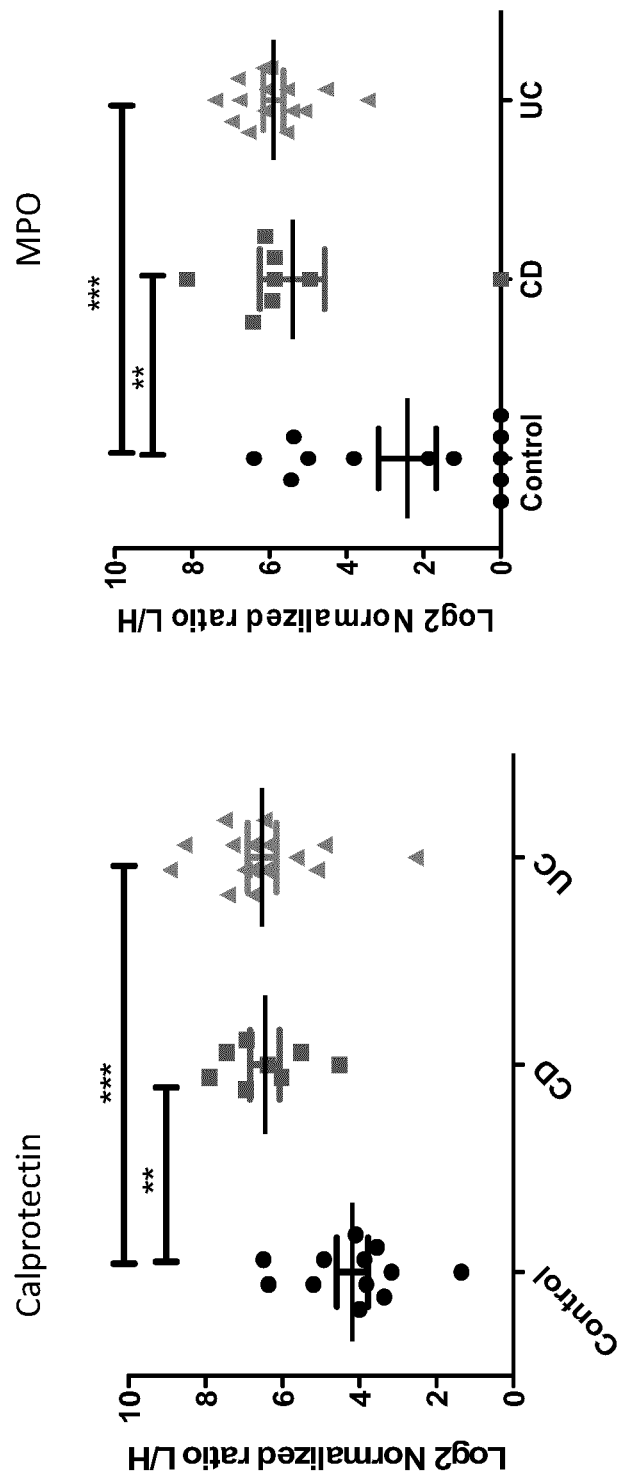 Calprotectin
***
**
Log2 Normalized ratio L/H
10
8
6
4
2
0
Control
CD
UC
MPO
***
**
Log2 Normalized ratio L/H
10
8
6
4
2
0
Control
CD
UC